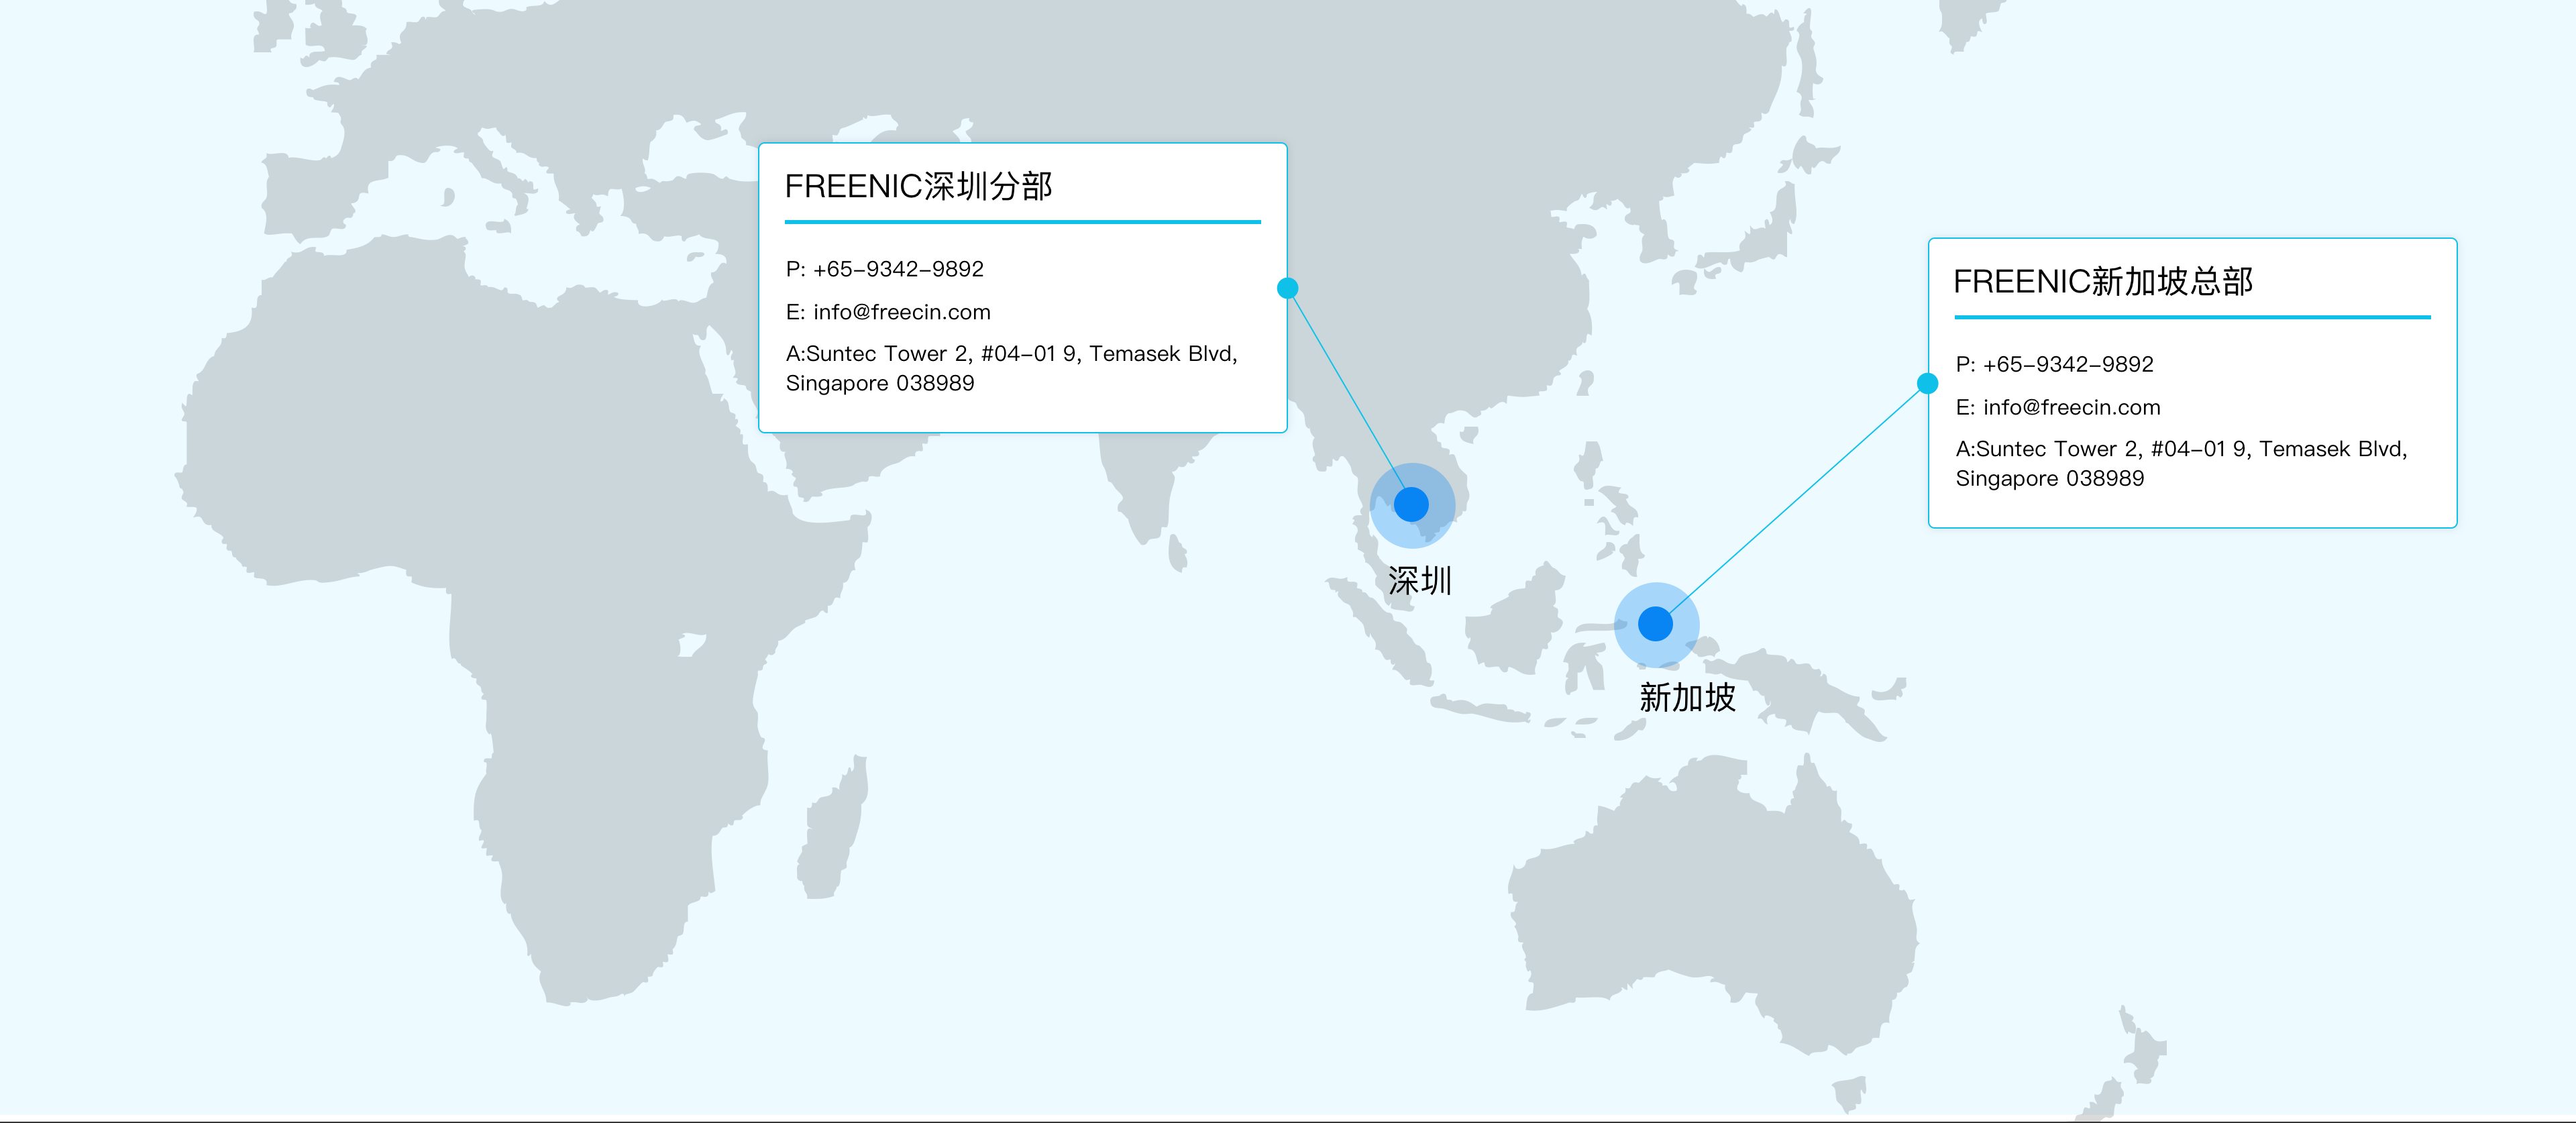 FREENIC深圳分部
P: +65-9342-9892
E: info@freecin.com
A:Suntec Tower 2, #04-01 9, Temasek Blvd,
Singapore 038989
深圳
FREENIC新加坡总部
P: +65-9342-9892
E: info@freecin.com
A:Suntec Tower 2, #04-01 9, Temasek Blvd,
Singapore 038989
新加坡